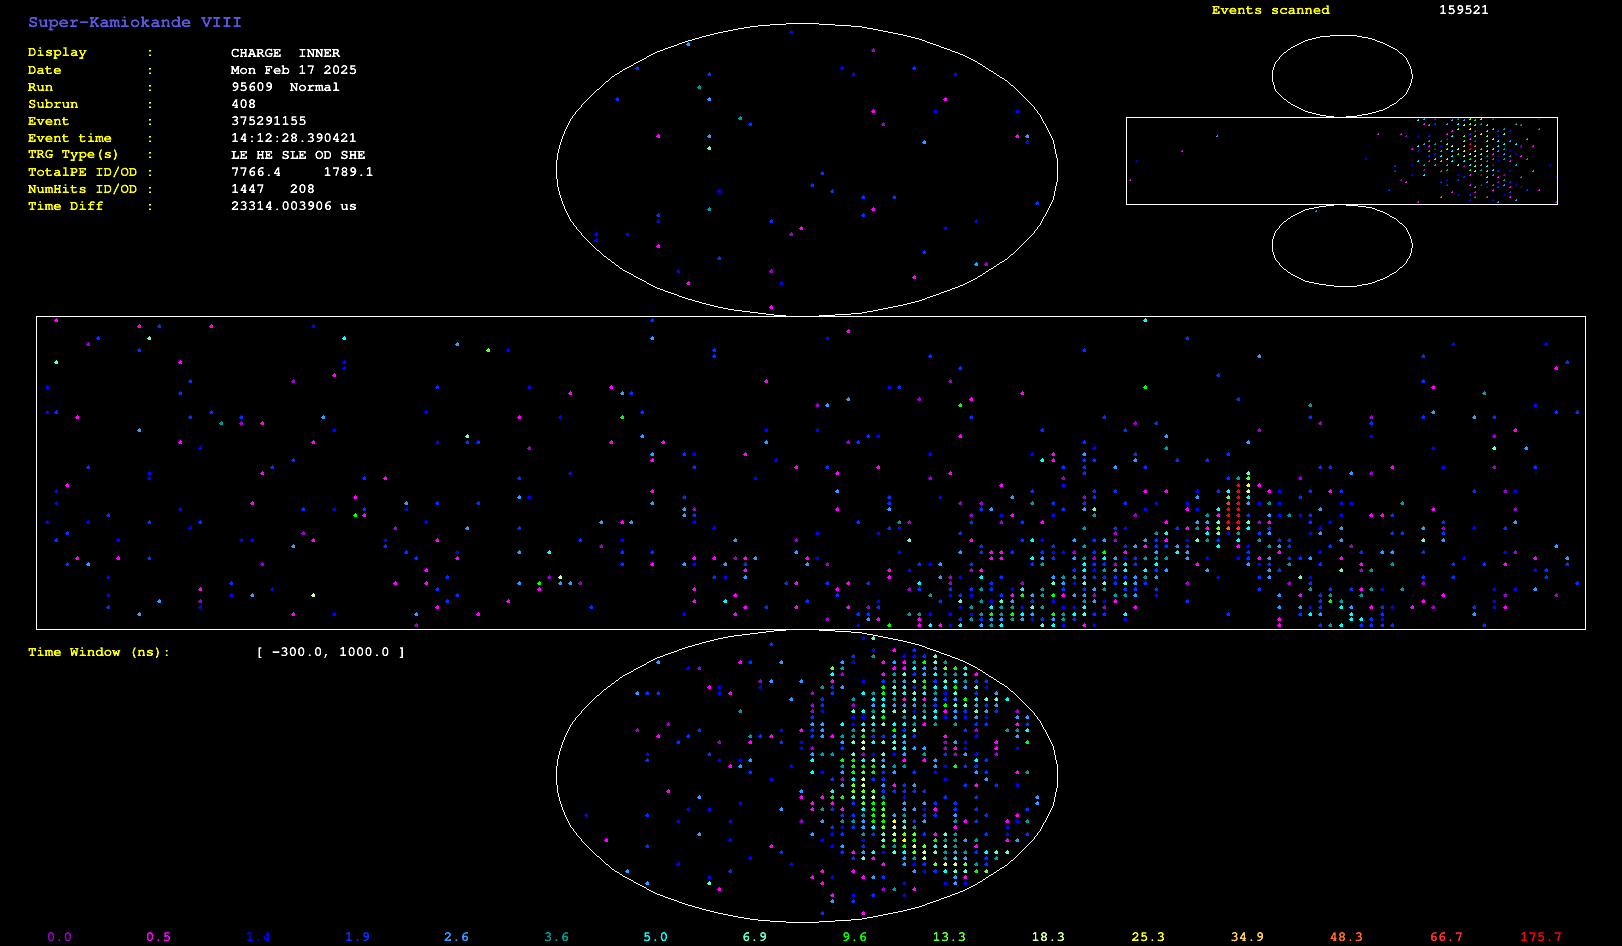 Super-Kamiokande VIII
Events scanned 159521
Display : CHARGE INNER
Date : Mon Feb 17 2025
Run : 95609 Normal
Subrun : 408
Event : 375291155
Event time : 14:12:28.390421
TRG Type(s) : LE HE SLE OD SHE
TotalPE ID/OD : 7766.4 1789.1
NumHits ID/OD : 1447 208
Time Diff : 23314.003906 us
Time Window (ns): [ -300.0, 1000.0 ]
0.0 0.5 1.4 1.9 2.6 3.6 5.0 6.9 9.6 13.3 18.3 25.3 34.9 48.3 66.7 175.7